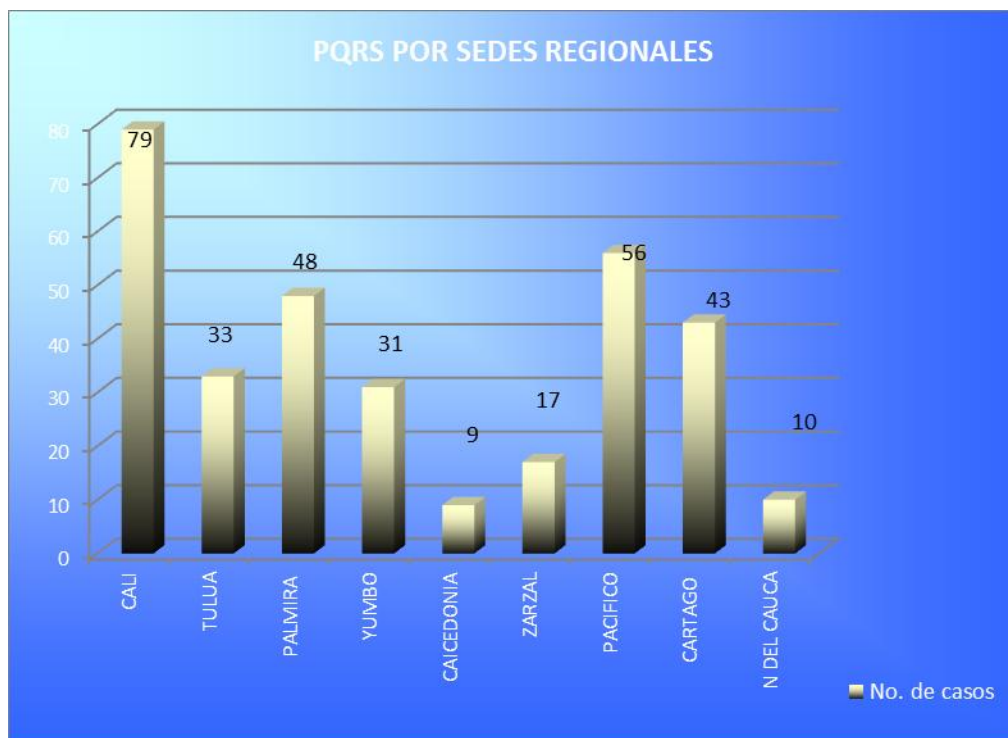 PQRS POR SEDES REGIONALES
80
70
60
50
40
30
20
10
0
79
33
48
31
9
17
56
43
10
CALI
TULUA
PALMIRA
YUMBO
CAICEDONIA
ZARZAL
PACIFICO
CARTAGO
N DEL CAUCA
No. de casos